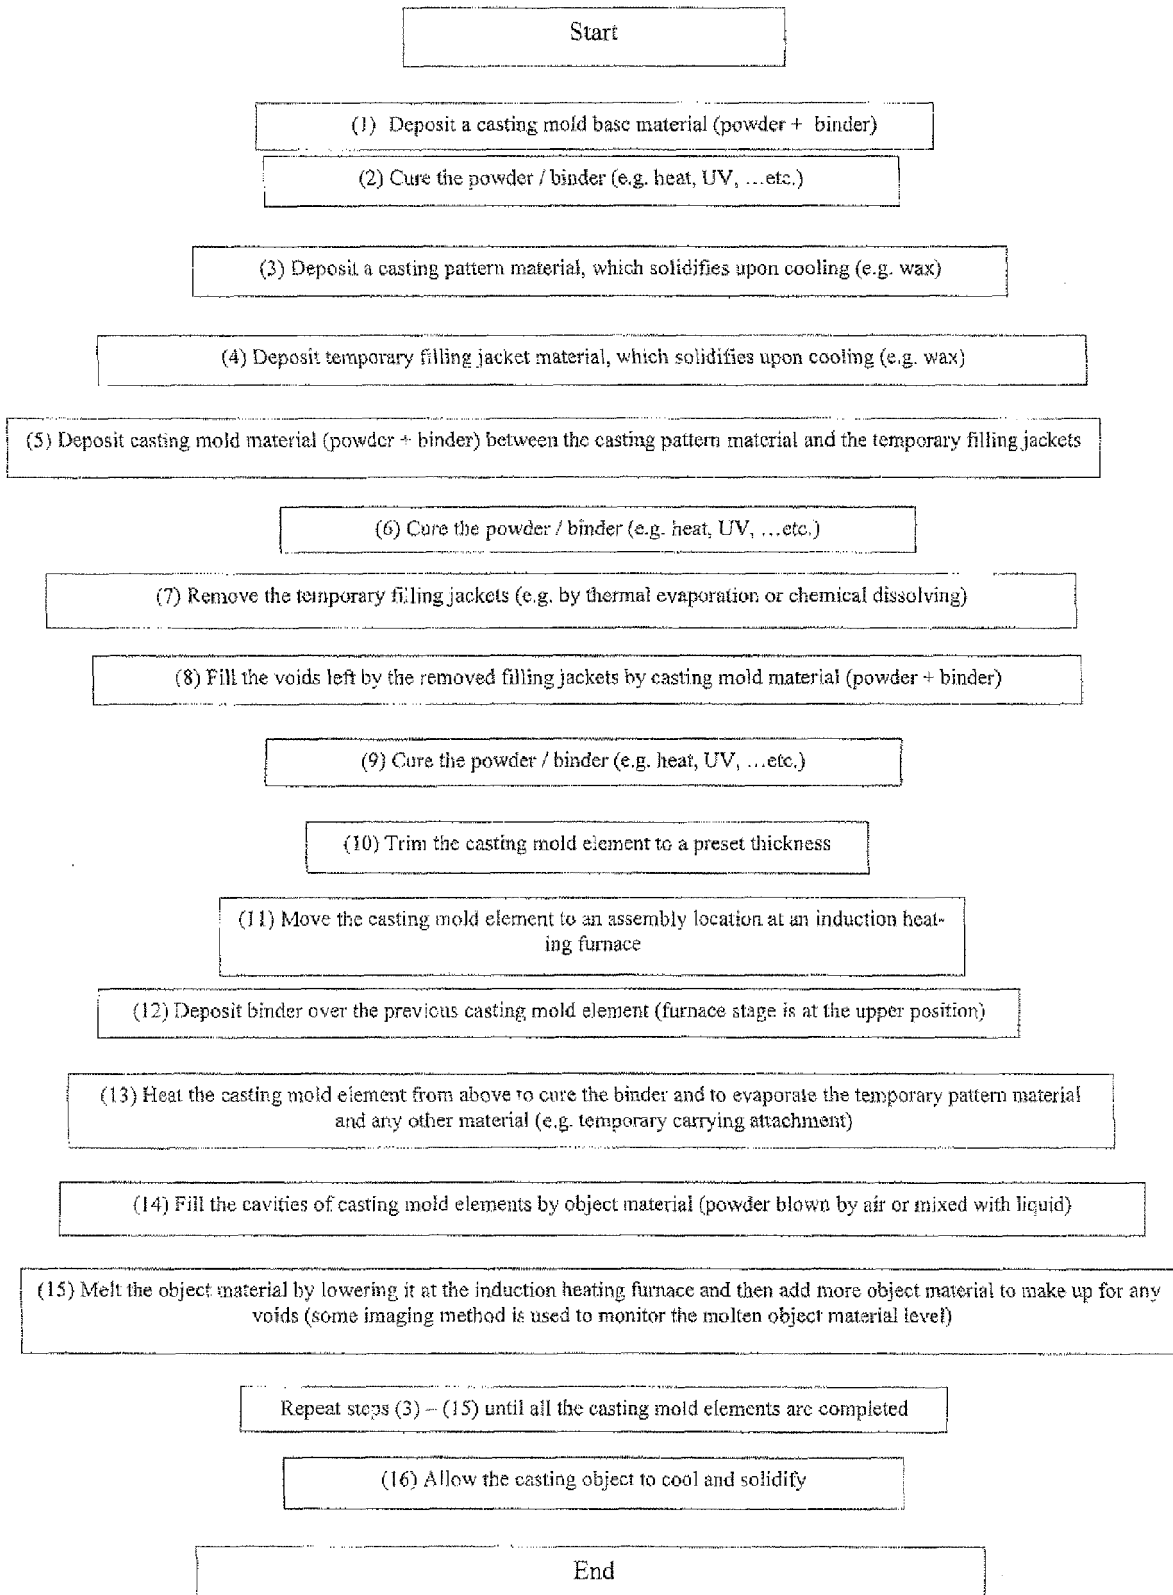 Start
(1) Deposit a casting mold base material (powder + binder)
(2) Cure the powder / binder (e.g. heat, UV, ...etc.)
(3) Deposit a casting pattern material, which solidifies upon cooling (e.g. wax)
(4) Deposit temporary filling jacket material, which solidifies upon cooling (e.g. wax)
(5) Deposit casting mold material (powder + binder) between the casting pattern material and the temporary filling jackets
(6) Cure the powder / binder (e.g. heat, UV, ...etc.)
(7) Remove the temporary filling jackets (e.g. by thermal evaporation or chemical dissolving)
(8) Fill the voids left by the removed filling jackets by casting mold material (powder + binder)
(9) Cure the powder / binder (e.g. heat, UV, ...etc.)
(10) Trim the casting mold element to a preset thickness
(11) Move the casting mold element to an assembly location at an induction heat-
ing furnace
(12) Deposit binder over the previous casting mold element (furnace stage is at the upper position)
(13) Heat the casting mold element from above to cure the binder and to evaporate the temporary pattern material
and any other material (e.g. temporary carrying attachment)
(14) Fill the cavities of casting mold elements by object material (powder blown by air or mixed with liquid)
(15) Melt the object material by lowering it at the induction heating furnace and then add more object material to make up for any
voids (some imaging method is used to monitor the molten object material level)
Repeat steps (3) – (15) until all the casting mold elements are completed
(16) Allow the casting object to cool and solidify
End